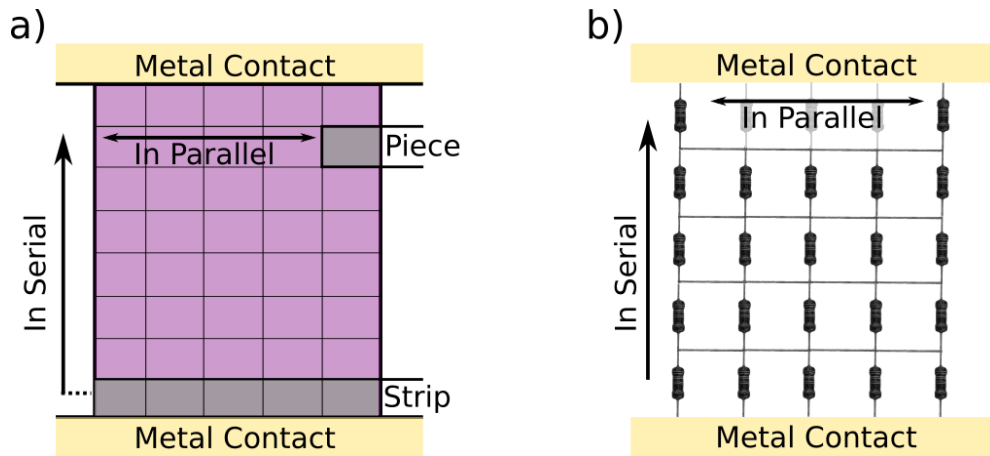 a)
Metal Contact
In Parallel
Piece
In Serial
Strip
Metal Contact
b)
Metal Contact
In Parallel
In Serial
Metal Contact